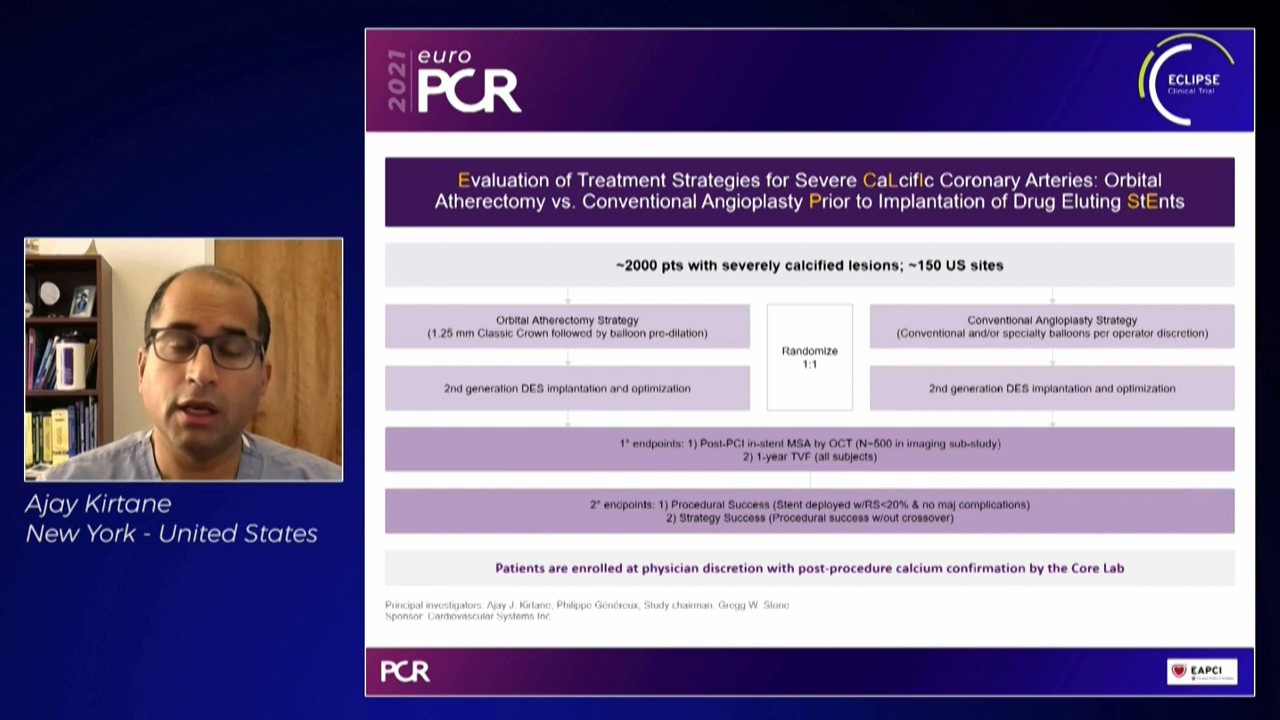 2021 euro
PCR
ECLIPSE
Clinical Trial
Evaluation of Treatment Strategies for Severe CaLcifIc Coronary Arteries: Orbital
Atherectomy vs. Conventional Angioplasty Prior to Implantation of Drug Eluting StEnts
~2000 pts with severely calcified lesions; ~150 US sites
Orbital Atherectomy Strategy
(1.25 mm Classic Crown followed by balloon pre-dilation)
Randomize
1:1
Conventional Angioplasty Strategy
(Conventional and/or specialty balloons per operator discretion)
2nd generation DES implantation and optimization
2nd generation DES implantation and optimization
1° endpoints: 1) Post-PCI in-stent MSA by OCT (N~500 in imaging sub-study)
2) 1-year TVF (all subjects)
2° endpoints: 1) Procedural Success (Stent deployed w/RS<20% & no maj complications)
2) Strategy Success (Procedural success w/out crossover)
Patients are enrolled at physician discretion with post-procedure calcium confirmation by the Core Lab
Principal investigators: Ajay J. Kirtane, Philippe Généreux, Study chairman: Gregg W. Stone
Sponsor: Cardiovascular Systems Inc.
Ajay Kirtane
New York - United States
PCR
EAPCI